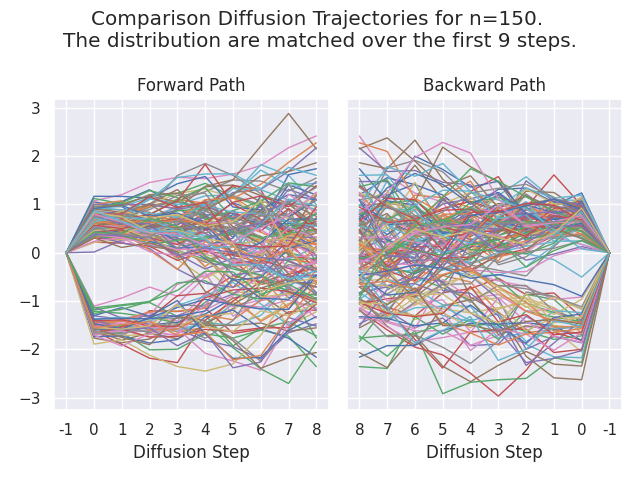 Comparison Diffusion Trajectories for n=150.
The distribution are matched over the first 9 steps.
Forward Path
Backward Path
3
2
1
0
−1
−2
−3
-1 0 1 2 3 4 5 6 7 8
8 7 6 5 4 3 2 1 0 -1
Diffusion Step
Diffusion Step